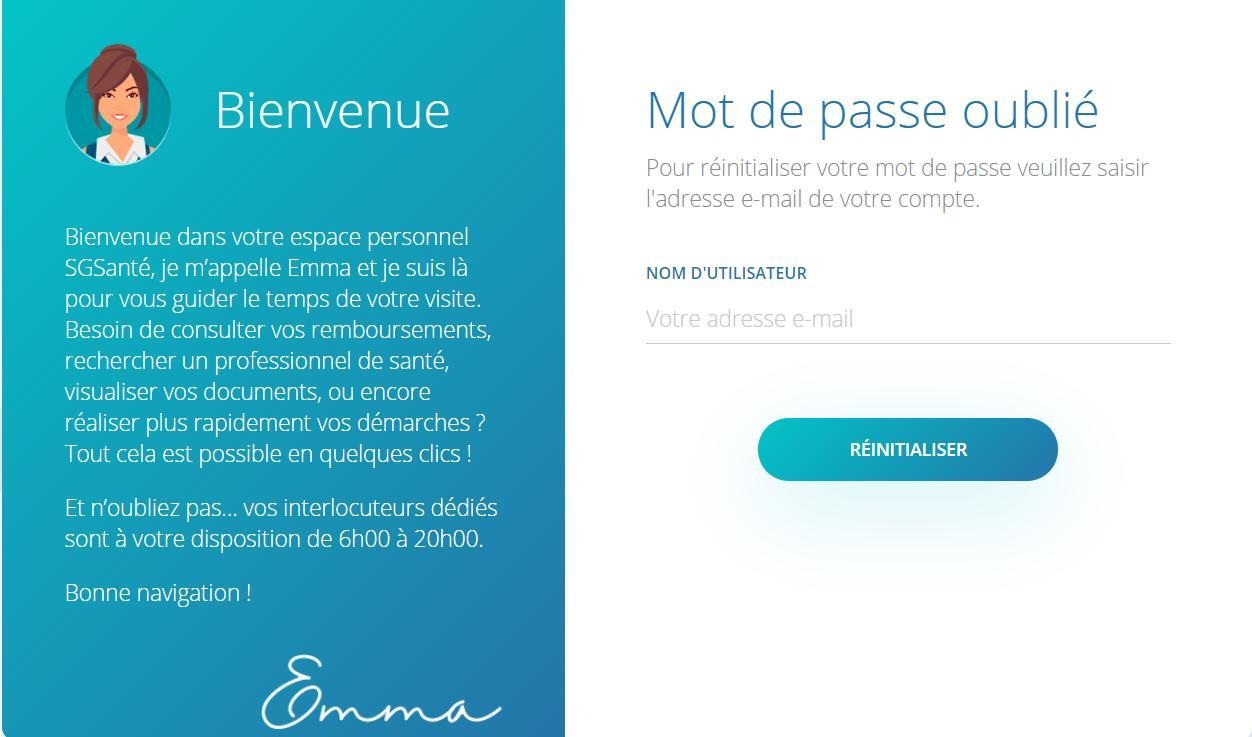 Bienvenue
Bienvenue dans votre espace personnel
SGSanté, je m’appelle Emma et je suis là
pour vous guider le temps de votre visite.
Besoin de consulter vos remboursements,
rechercher un professionnel de santé,
visualiser vos documents, ou encore
réaliser plus rapidement vos démarches ?
Tout cela est possible en quelques clics !
Et n’oubliez pas... vos interlocuteurs dédiés
sont à votre disposition de 6h00 à 20h00.
Bonne navigation !
Emma
Mot de passe oublié
Pour réinitialiser votre mot de passe veuillez saisir
l'adresse e-mail de votre compte.
NOM D'UTILISATEUR
Votre adresse e-mail
RÉINITIALISER